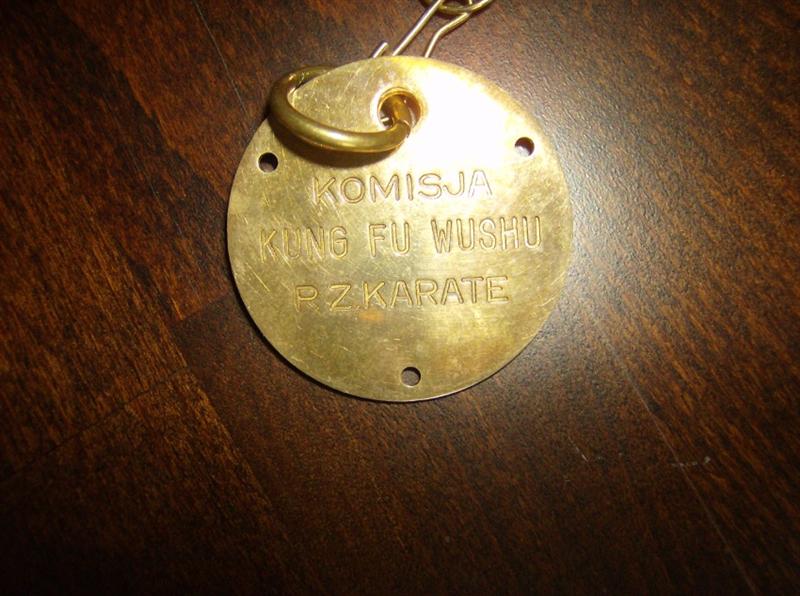 KOMISJA
KUNG FU WUSHU
P.Z.KARATE